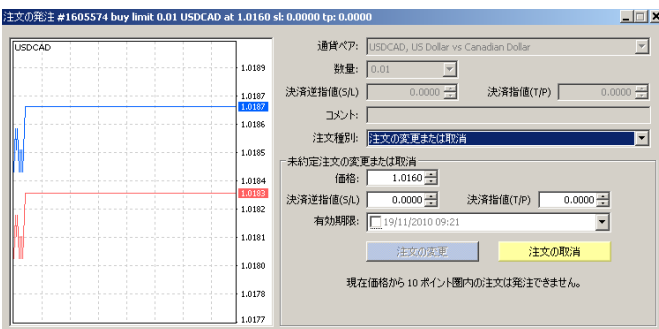 注文の発注 #1605574 buy limit 0.01 USDCAD at 1.0160 sl: 0.0000 tp: 0.0000
USDCAD
1.0189
1.0187
1.0187
1.0186
1.0185
1.0184
1.0183
1.0182
1.0181
1.0180
1.0178
1.0177
通貨ペア: USDCAD, US Dollar vs Canadian Dollar
数量: 0.01
決済逆指値(S/L) 0.0000 決済指値(T/P) 0.0000
コメント:
注文種別: 注文の変更または取消
未約定注文の変更または取消
価格: 1.0160
決済逆指値(S/L) 0.0000 決済指値(T/P) 0.0000
有効期限: 19/11/2010 09:21
注文の変更 注文の取消
現在価格から 10 ポイント圏内の注文は発注できません。